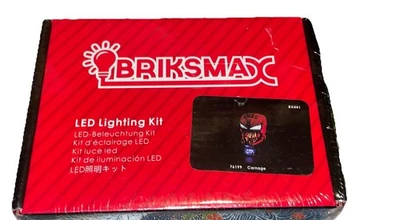 BRIKSMAX
LED Lighting Kit
LED-Beleuchtung Kit
Kit d'éclairage LED
Kit luce led
Kit de iluminación LED
LED照明キット
76199 Carnage